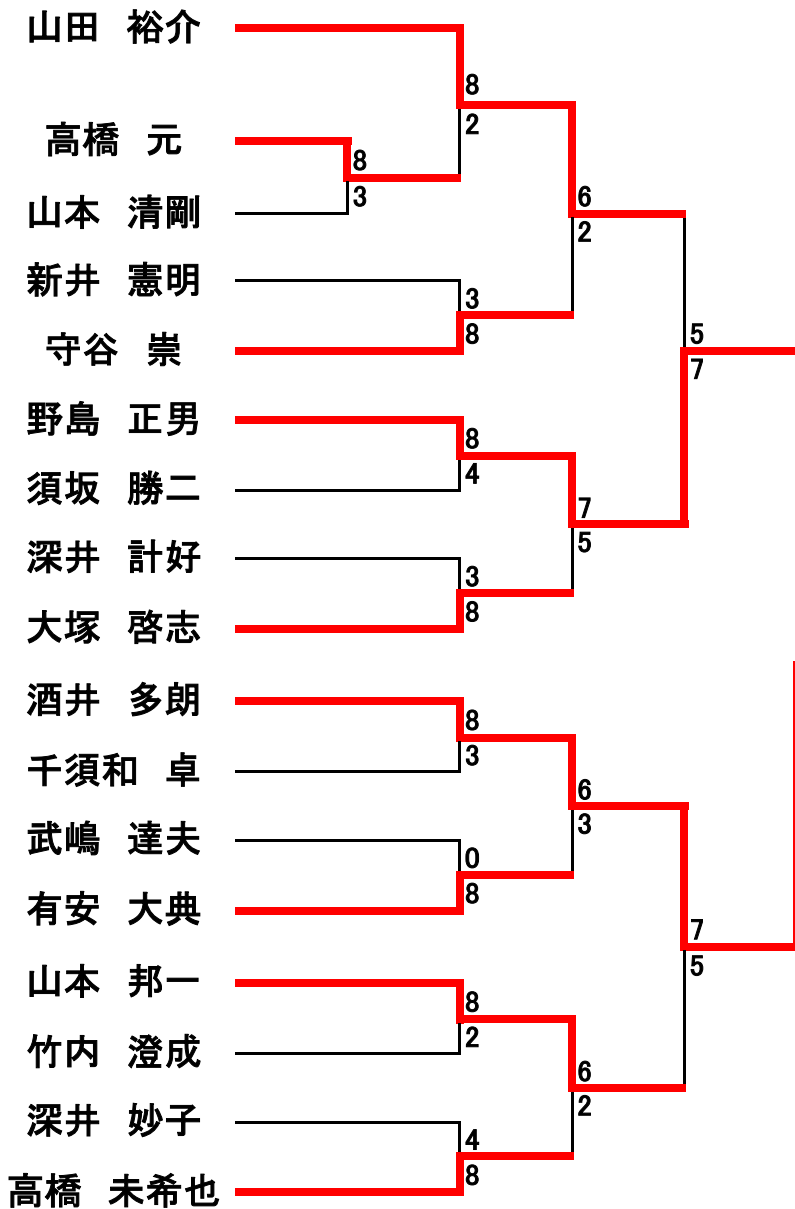 山田 裕介
8
2
高橋 元
8
3
山本 清剛
6
2
新井 憲明
3
8
守谷 崇
5
7
野島 正男
8
4
須坂 勝二
7
5
深井 計好
3
8
大塚 啓志
酒井 多朗
8
3
千須和 卓
6
3
武嶋 達夫
0
8
有安 大典
7
5
山本 邦一
8
2
竹内 澄成
6
2
深井 妙子
4
8
高橋 未希也